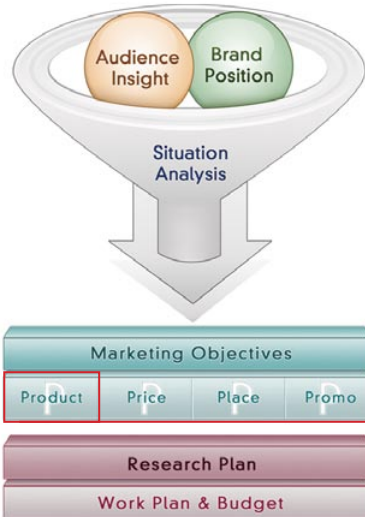 Audience
Insight
Brand
Position
Situation
Analysis
Marketing Objectives
Product Price Place Promo
Research Plan
Work Plan & Budget